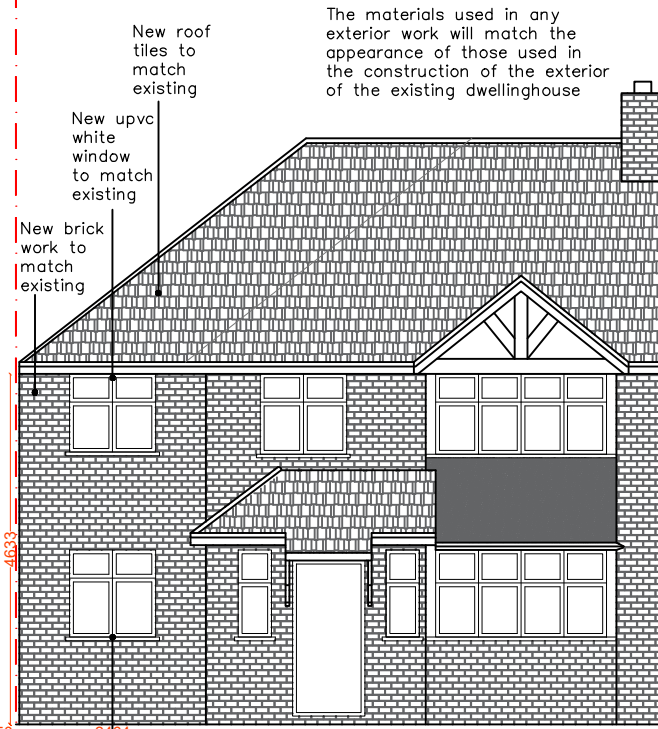 The materials used in any
exterior work will match the
appearance of those used in
the construction of the exterior
of the existing dwellinghouse
New roof
tiles to
match
existing
New upvc
white
window
to match
existing
New brick
work to
match
existing
4633